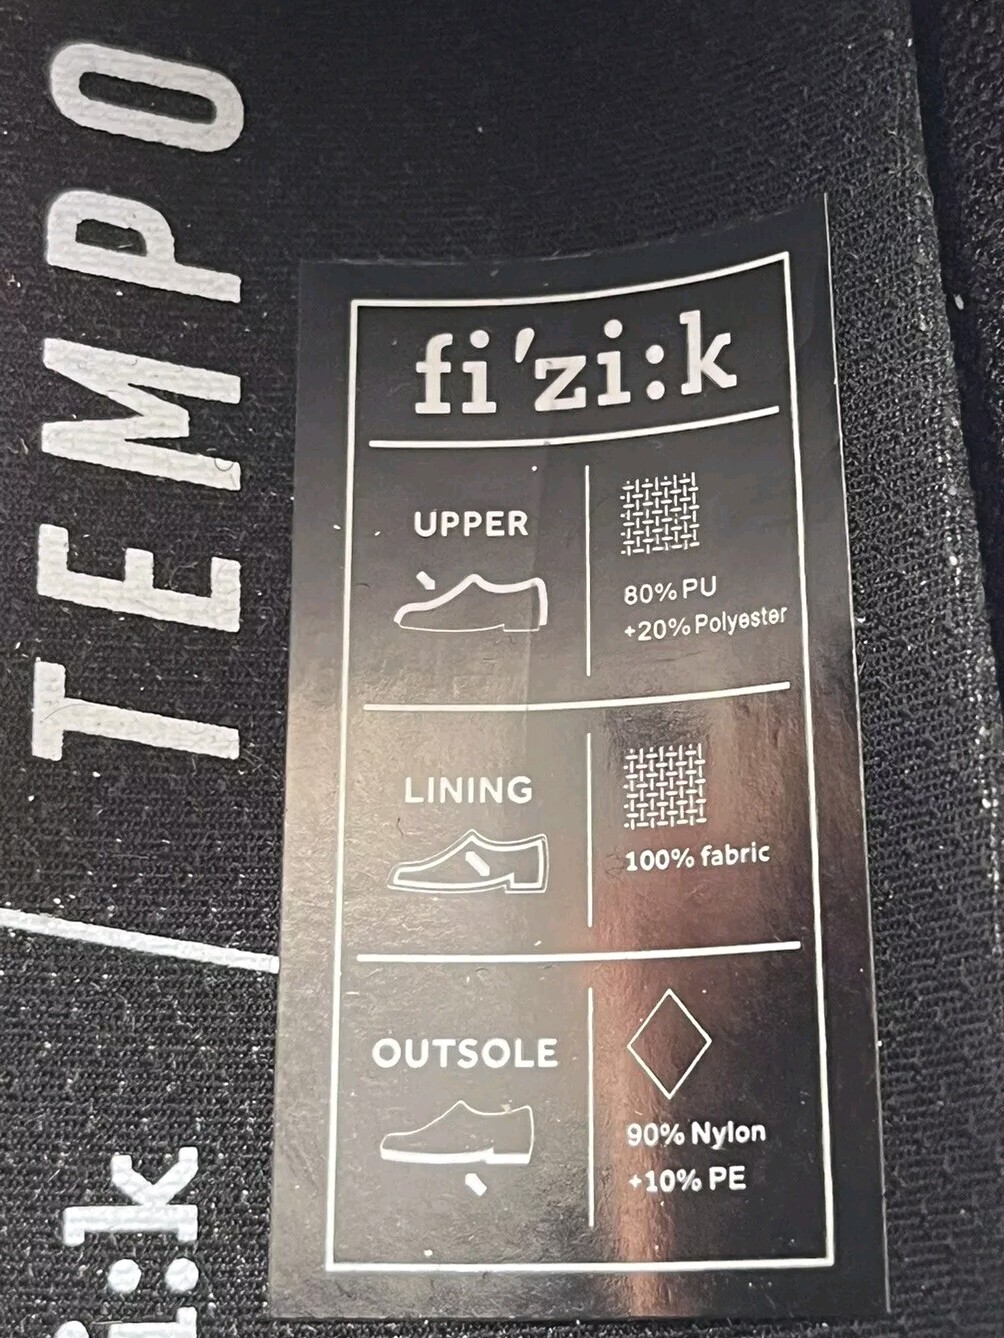 TEMPO
fi'zi:k
UPPER
80% PU
+20% Polyester
LINING
100% fabric
OUTSOLE
90% Nylon
+10% PE
i:k